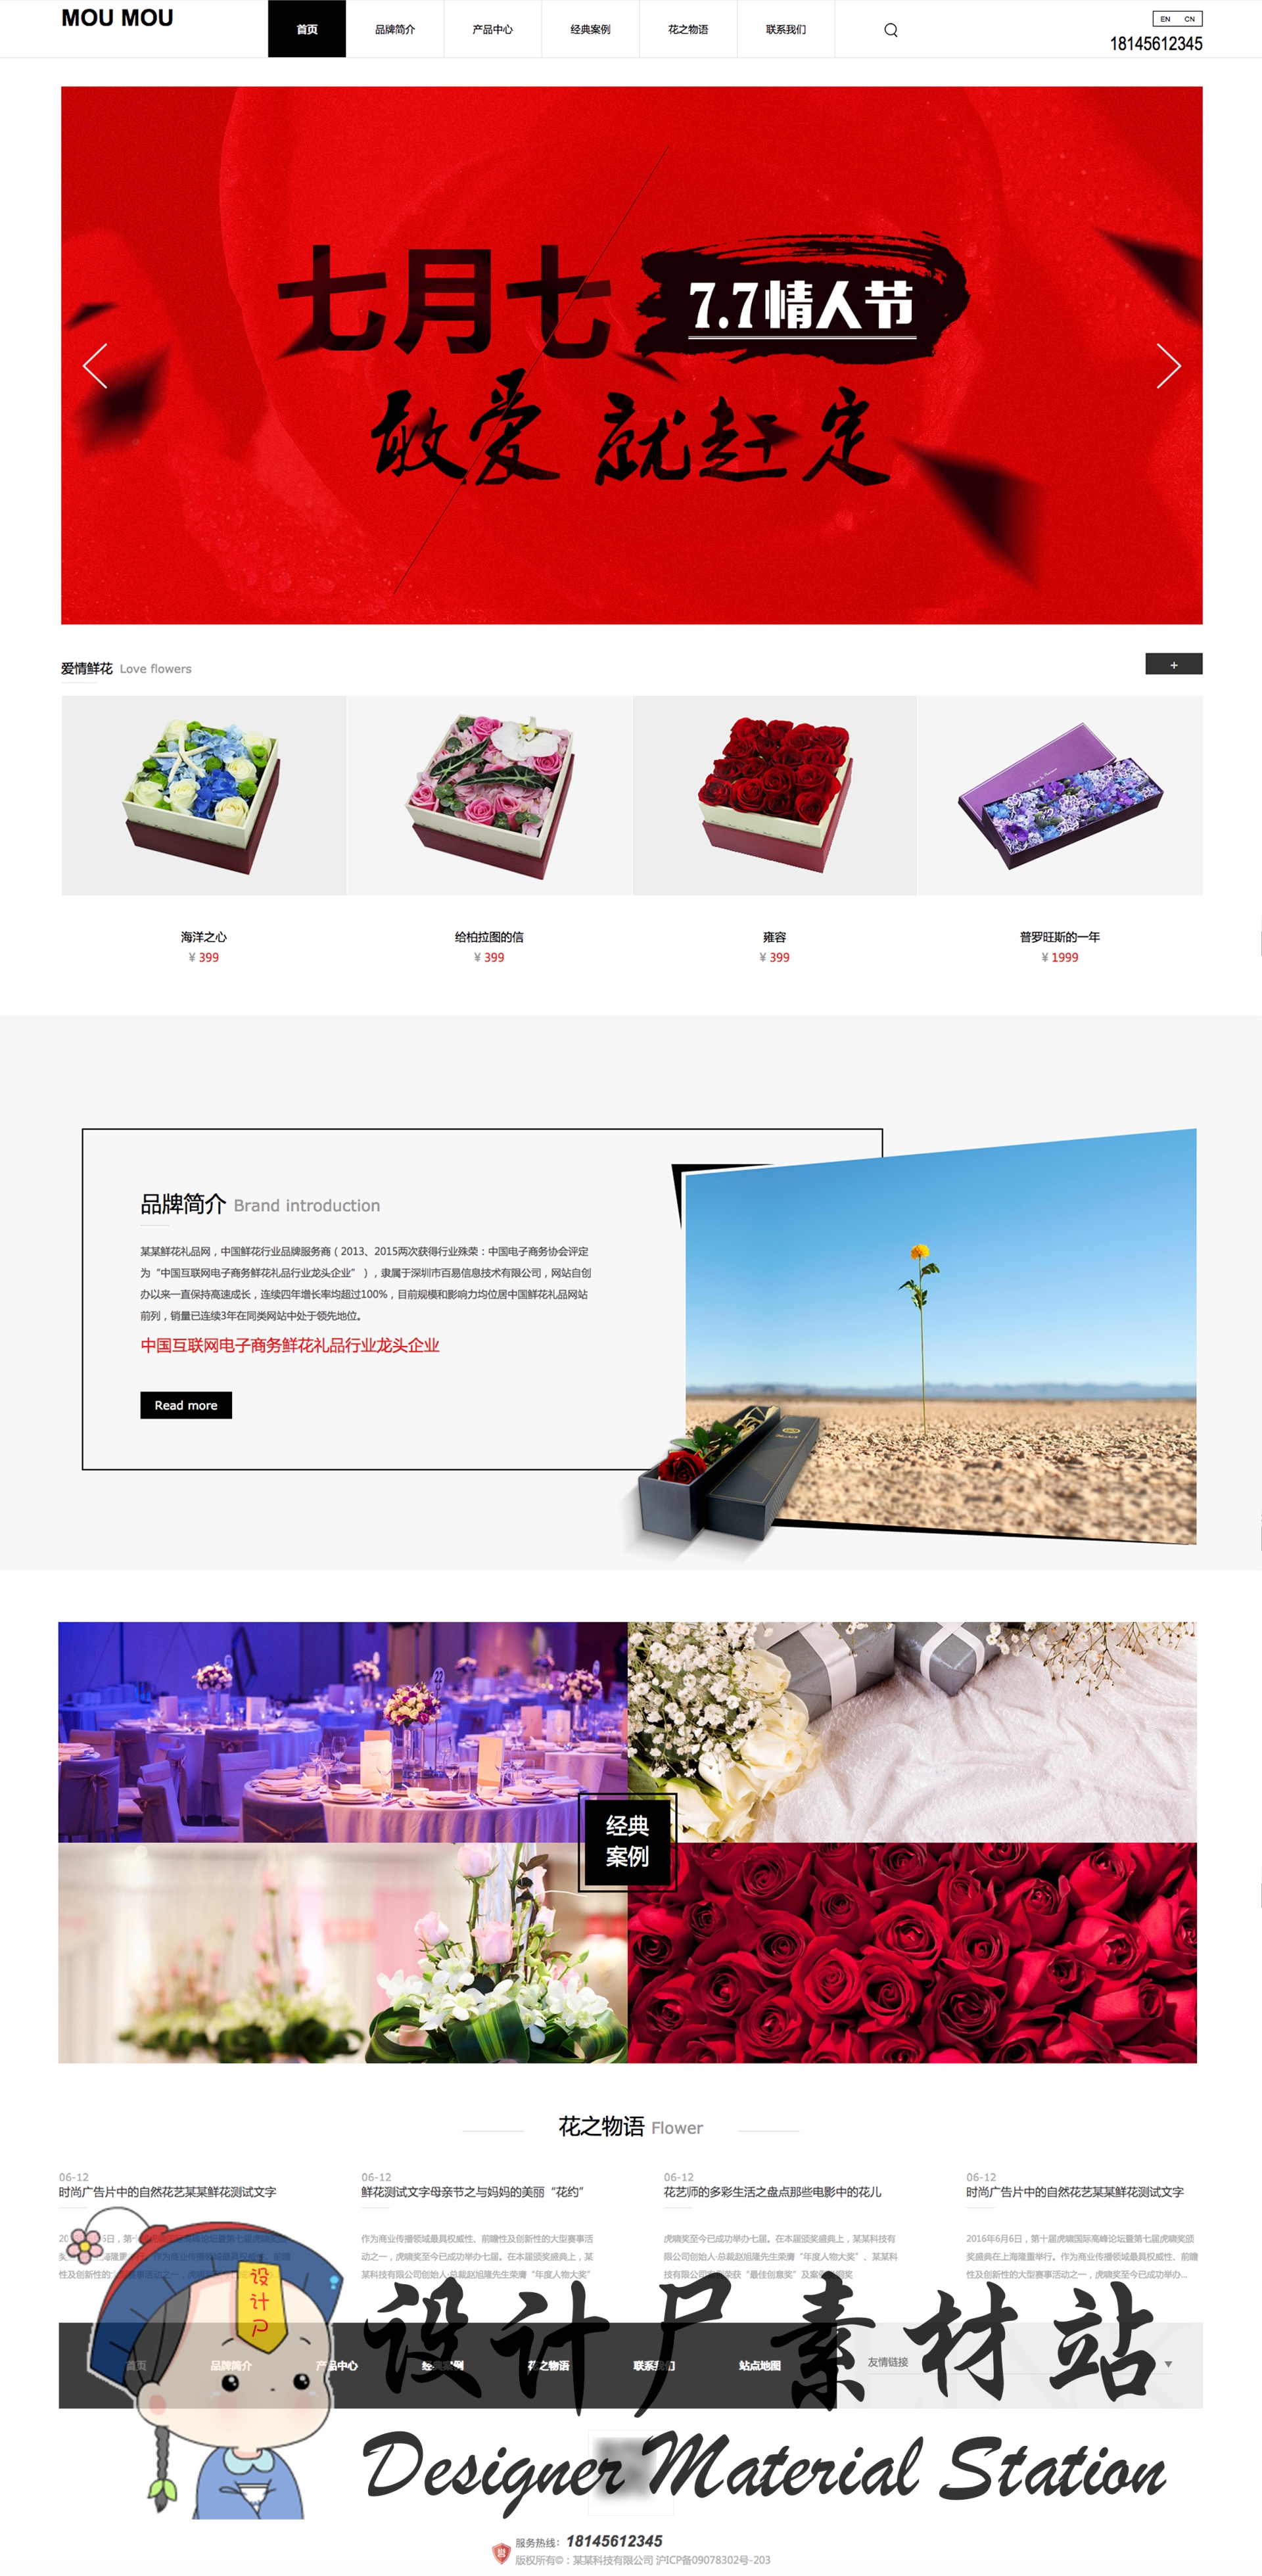 MOU MOU
首页 品牌简介 产品中心 经典案例 花之物语 联系我们
EN CN
18145612345
七月七
7.7情人节
敢爱 就赶定
爱情鲜花 Love flowers
+
海洋之心
¥ 399
给柏拉图的信
¥ 399
雍容
¥ 399
普罗旺斯的一年
¥ 1999
品牌简介 Brand introduction
某某鲜花礼品网，中国鲜花行业品牌服务商（2013、2015两次获得行业殊荣：中国电子商务协会评定
为“中国互联网电子商务鲜花礼品行业龙头企业”），隶属于深圳市百易信息技术有限公司，网站自创
办以来一直保持高速成长，连续四年增长率均超过100%，目前规模和影响力均位居中国鲜花礼品网站
前列，销量已连续3年在同类网站中处于领先地位。
中国互联网电子商务鲜花礼品行业龙头企业
Read more
22
经典
案例
花之物语 Flower
06-12
时尚广告片中的自然花艺某某鲜花测试文字
性及创新性的大型赛事活动之一，虎啸奖至今
06-12
鲜花测试文字母亲节之与妈妈的美丽“花约”
作为商业传播领域最具权威性、前瞻性及创新性的大型赛事活
动之一，虎啸奖至今已成功举办七届。在本届颁奖盛典上，某
某科技有限公司创始人·总裁赵旭隆先生荣膺“年度人物大奖”
06-12
花艺师的多彩生活之盘点那些电影中的花儿
虎啸奖至今已成功举办七届。在本届颁奖盛典上，某某科技有
限公司创始人·总裁赵旭隆先生荣膺“年度人物大奖”、某某科
技有限公司 荣获“最佳创意奖”及
06-12
时尚广告片中的自然花艺某某鲜花测试文字
2016年6月6日，第十届虎啸国际高峰论坛暨第七届虎啸奖颁
奖盛典在上海隆重举行。作为商业传播领域最具权威性、前瞻
性及创新性的大型赛事活动之一，虎啸奖至今已成功举办...
设计尸
首页 品牌简介 产品中心 经典案例 花之物语 联系我们 站点地图
友情链接
设计尸素材站
Designer Material Station
服务热线：18145612345
版权所有©：某某科技有限公司 沪ICP备09078302号-203